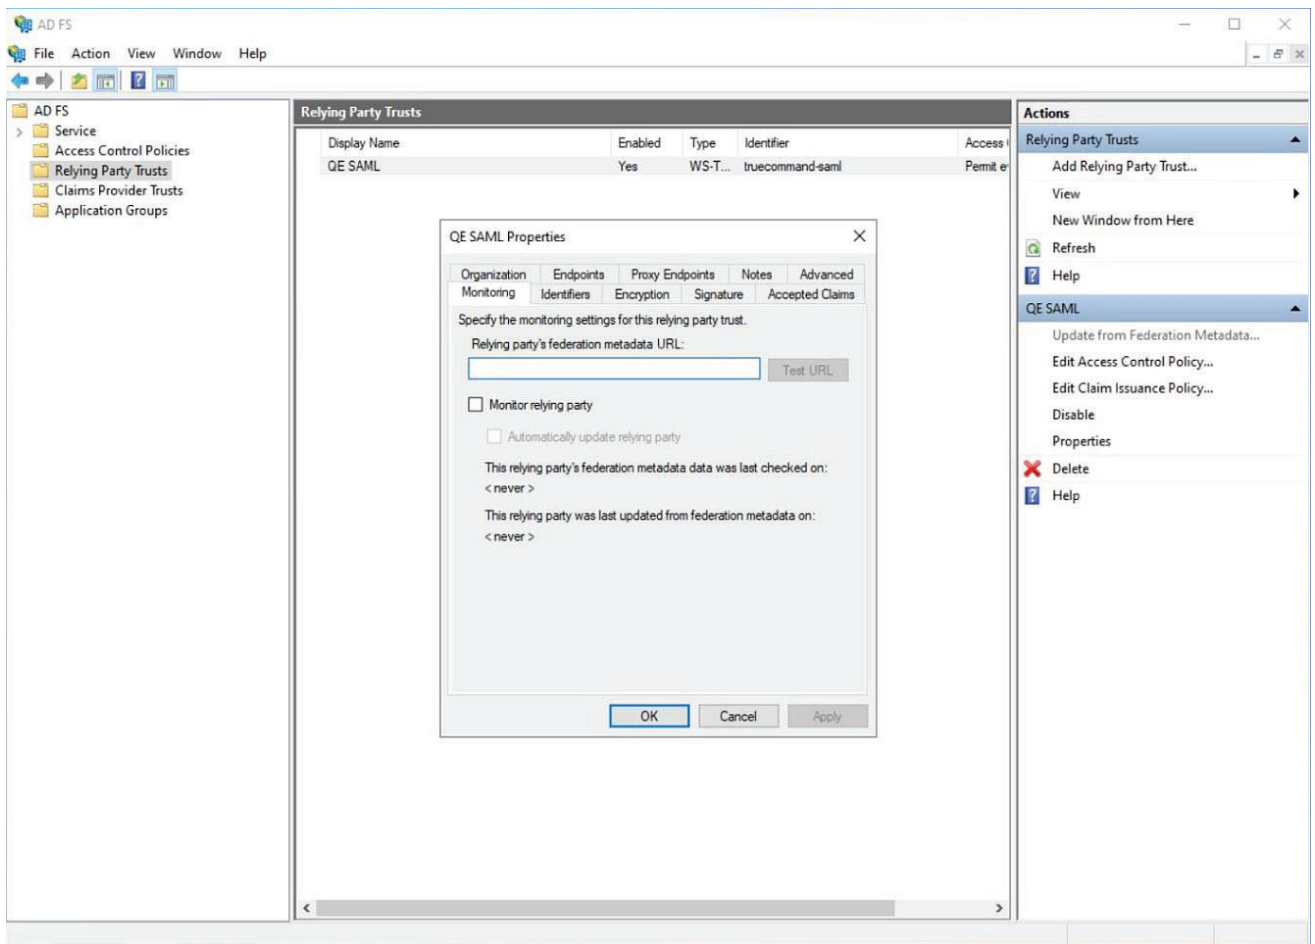 AD FS
File Action View Window Help
AD FS
Service
Access Control Policies
Relying Party Trusts
Claims Provider Trusts
Application Groups
Relying Party Trusts
Display Name Enabled Type Identifier Access
QE SAML Yes WS-T... truecommand-saml Permit e
QE SAML Properties
Organization Endpoints Proxy Endpoints Notes Advanced
Monitoring Identifiers Encryption Signature Accepted Claims
Specify the monitoring settings for this relying party trust.
Relying party's federation metadata URL:
Test URL
Monitor relying party
Automatically update relying party
This relying party's federation metadata data was last checked on:
< never >
This relying party was last updated from federation metadata on:
< never >
OK Cancel Apply
Actions
Relying Party Trusts
Add Relying Party Trust...
View
New Window from Here
Refresh
Help
QE SAML
Update from Federation Metadata...
Edit Access Control Policy...
Edit Claim Issuance Policy...
Disable
Properties
Delete
Help